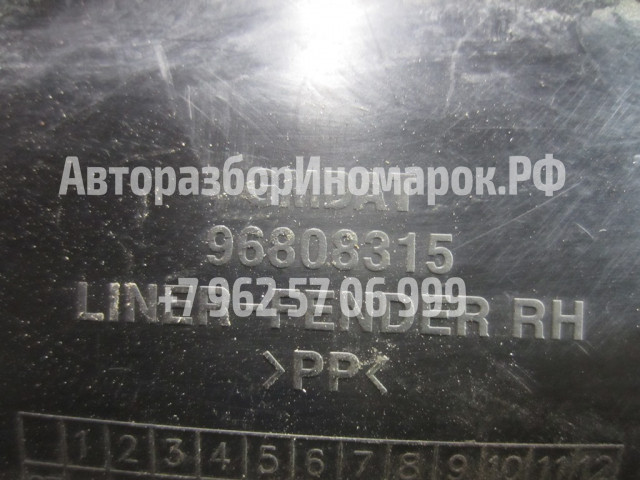 АвторазборИномарок.РФ
GMDAT
96808315
+7 962 57 06 999
LINER-FENDER RH
>PP<
1 2 3 4 5 6 7 8 9 10 11 12